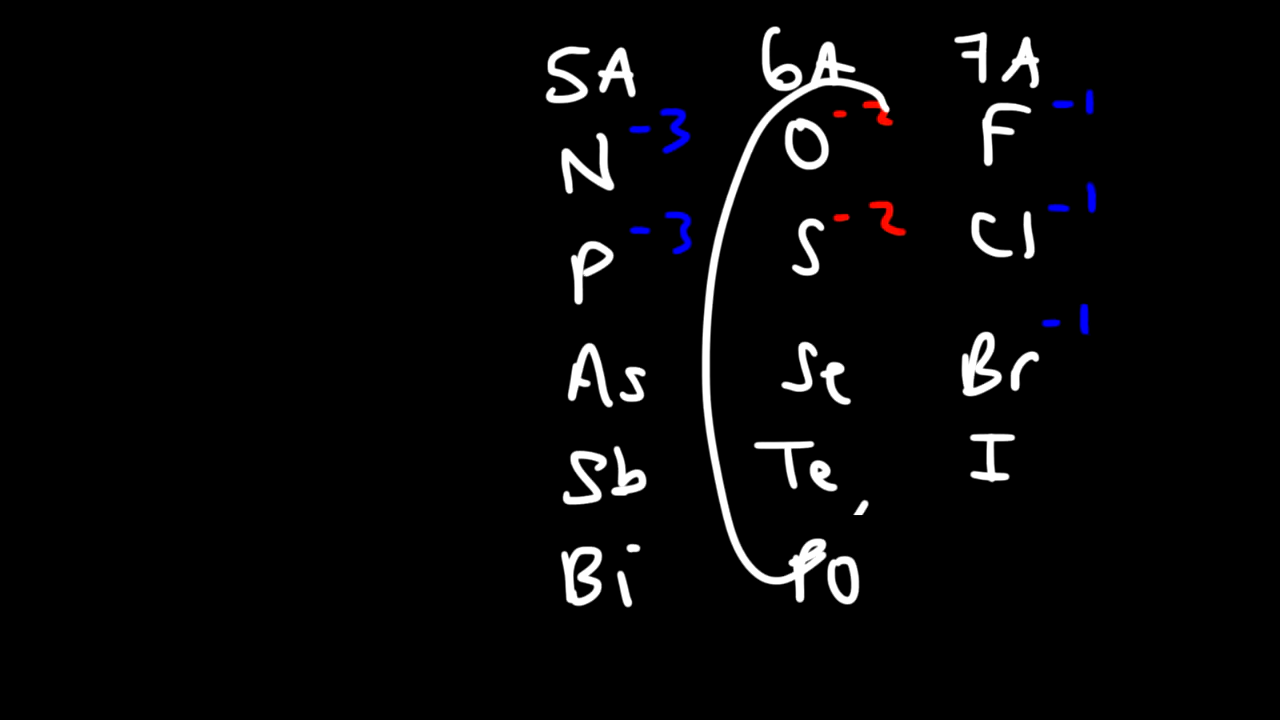 5A 6A 7A
N -3 O -2 F -1
P -3 S -2 Cl -1
As Se Br -1
Sb Te I
Bi Po